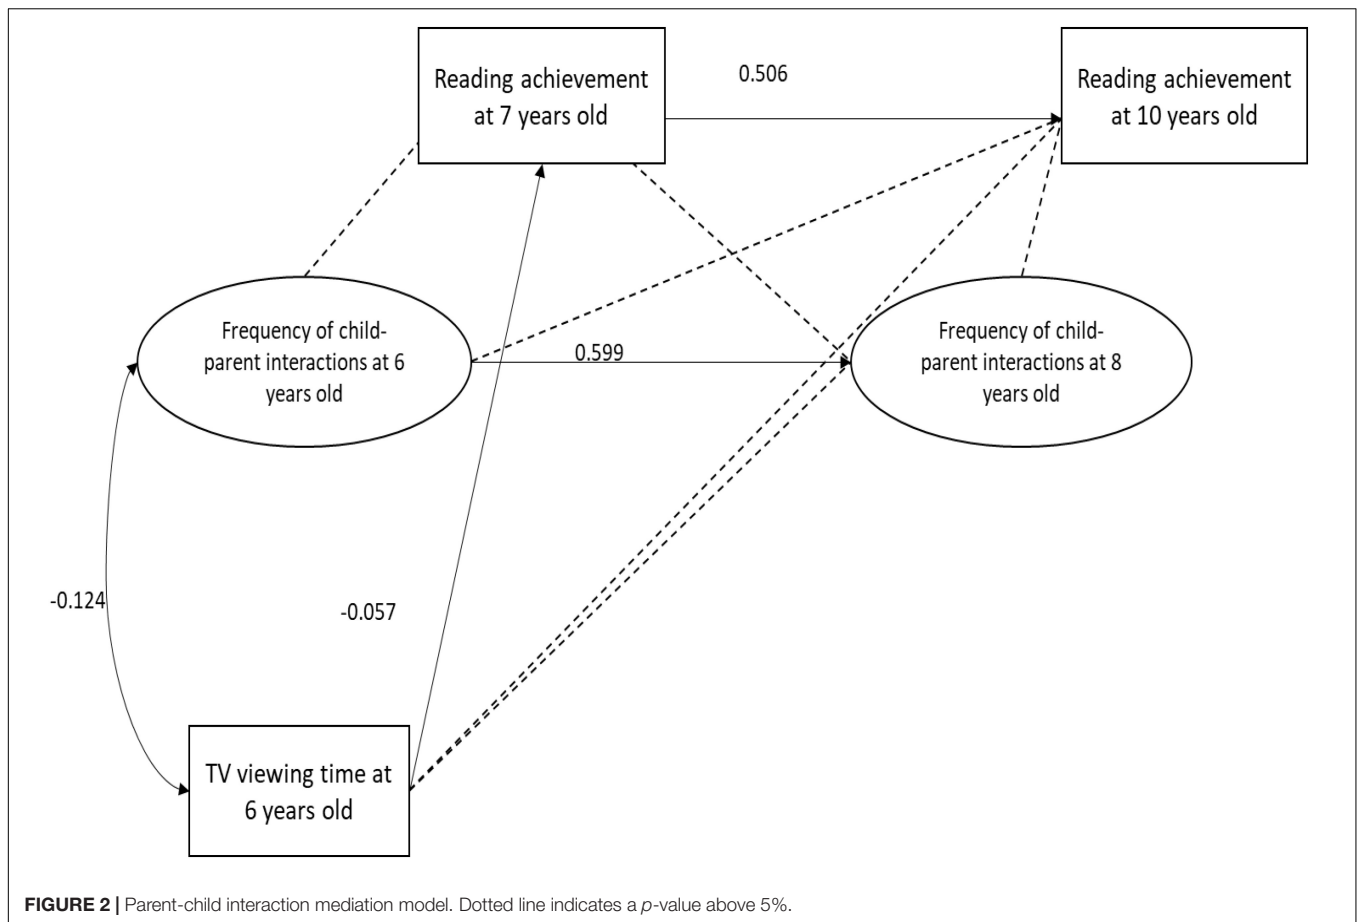 Reading achievement
at 7 years old
0.506
Reading achievement
at 10 years old
Frequency of child-
parent interactions at 6
years old
0.599
Frequency of child-
parent interactions at 8
years old
-0.124
-0.057
TV viewing time at
6 years old
FIGURE 2 | Parent-child interaction mediation model. Dotted line indicates a p-value above 5%.